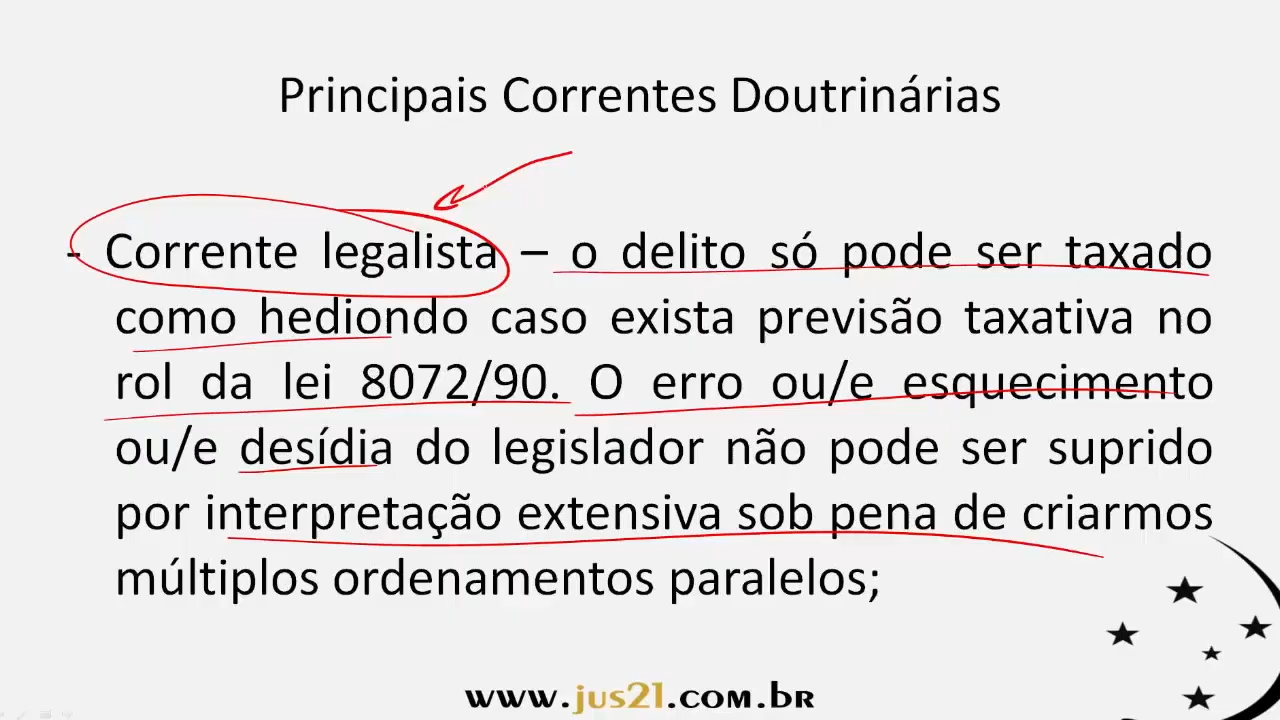 Principais Correntes Doutrinárias
- Corrente legalista – o delito só pode ser taxado
como hediondo caso exista previsão taxativa no
rol da lei 8072/90. O erro ou/e esquecimento
ou/e desídia do legislador não pode ser suprido
por interpretação extensiva sob pena de criarmos
múltiplos ordenamentos paralelos;
www.jus21.com.br